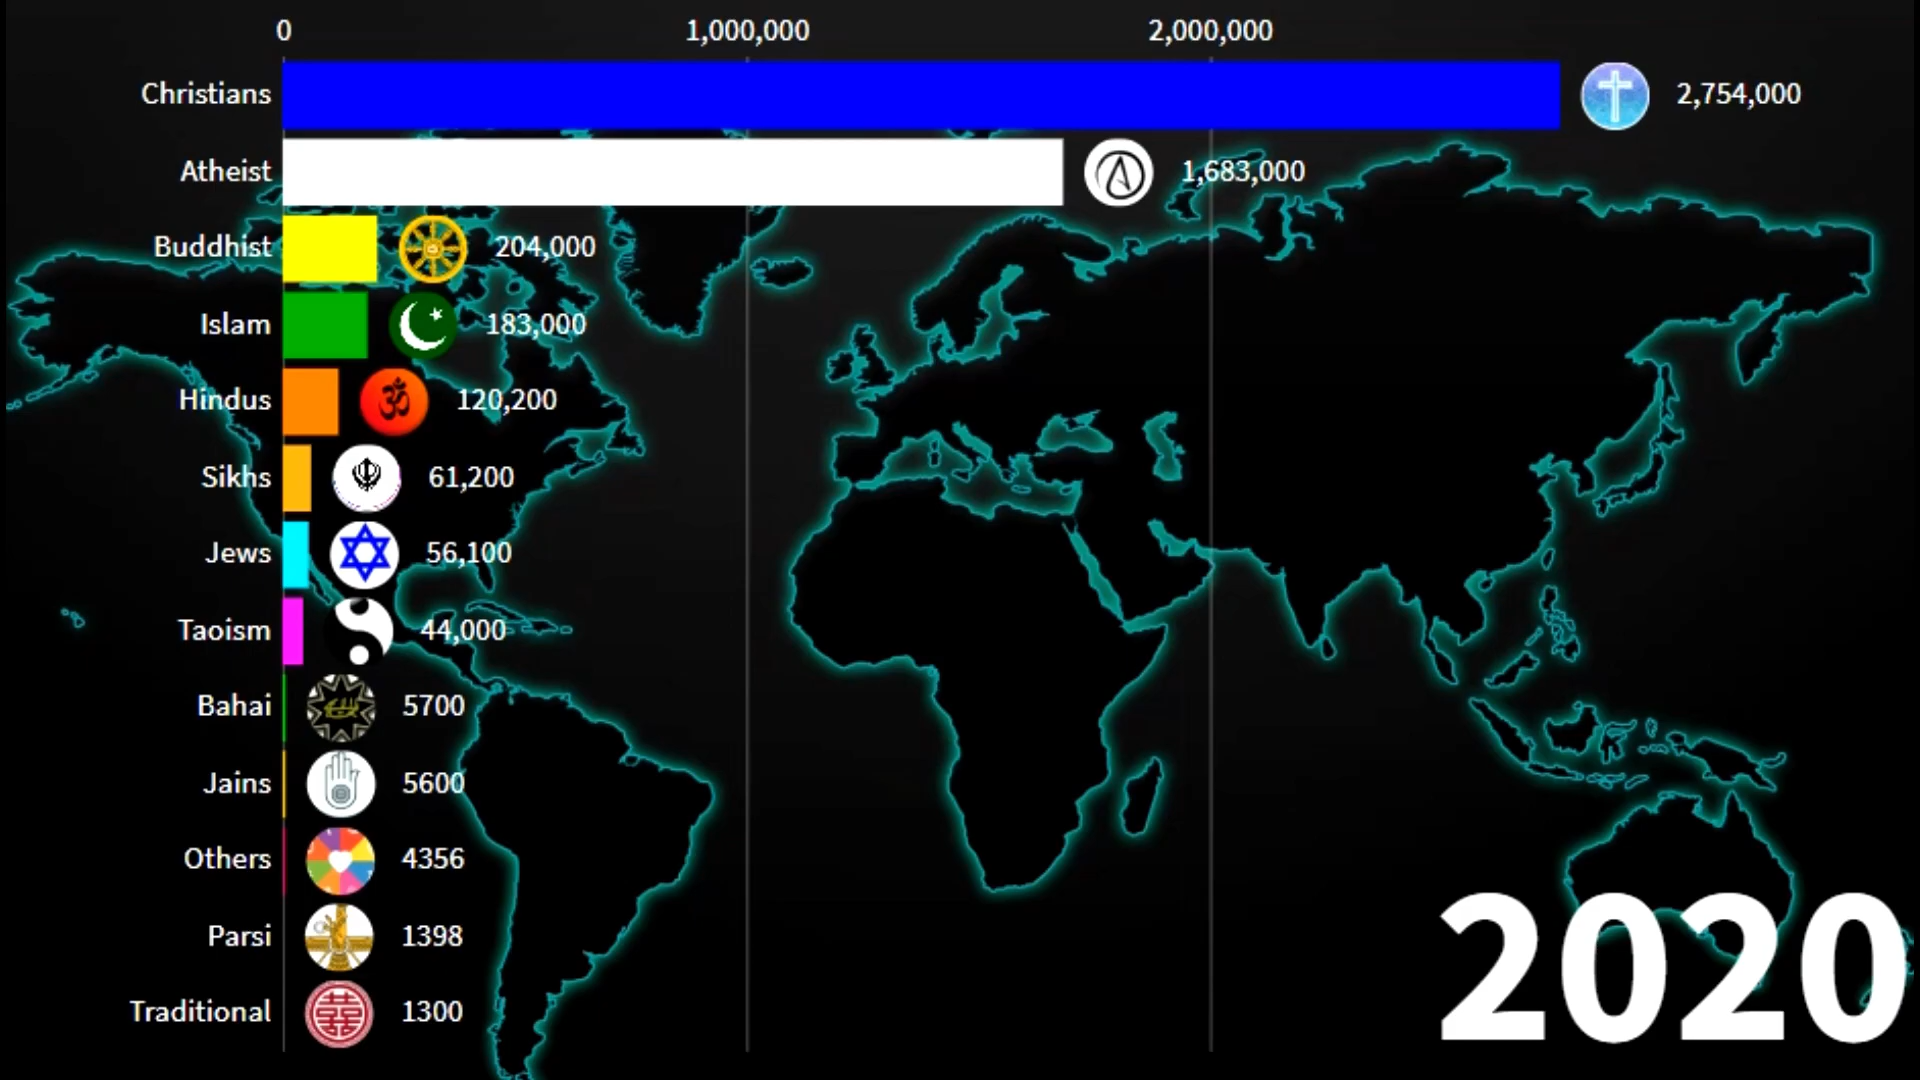 0 1,000,000 2,000,000
Christians 2,754,000
Atheist 1,683,000
Buddhist 204,000
Islam 183,000
Hindus 120,200
Sikhs 61,200
Jews 56,100
Taoism 44,000
Bahai 5700
Jains 5600
Others 4356
Parsi 1398
Traditional 1300
2020